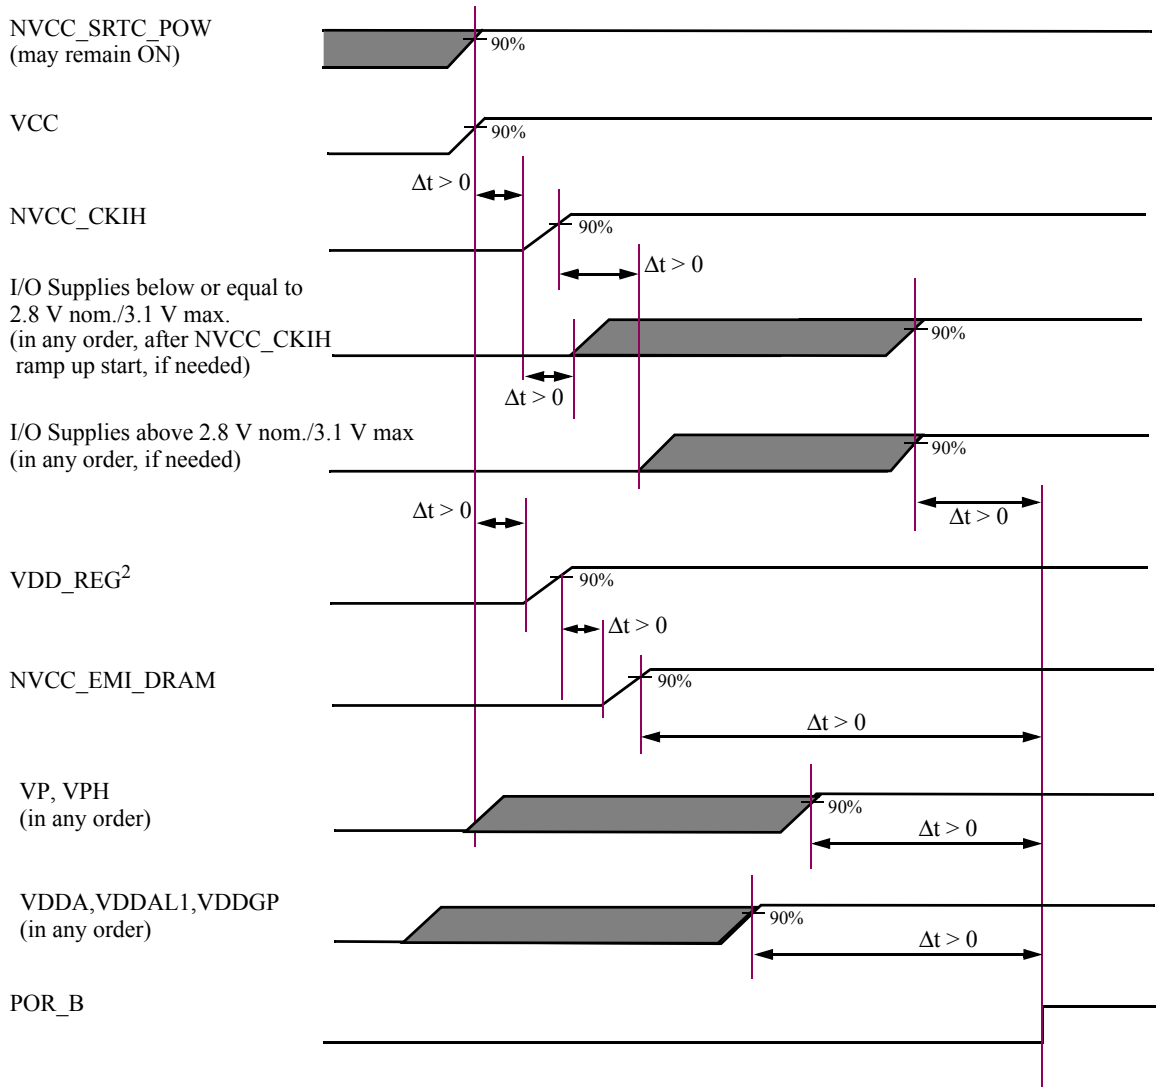 NVCC_SRTC_POW
(may remain ON)
90%
VCC
90%
Δt > 0
NVCC_CKIH
90%
Δt > 0
I/O Supplies below or equal to
2.8 V nom./3.1 V max.
(in any order, after NVCC_CKIH
ramp up start, if needed)
90%
Δt > 0
I/O Supplies above 2.8 V nom./3.1 V max
(in any order, if needed)
90%
Δt > 0
Δt > 0
VDD_REG²
90%
Δt > 0
NVCC_EMI_DRAM
90%
Δt > 0
VP, VPH
(in any order)
90%
Δt > 0
VDDA,VDDAL1,VDDGP
(in any order)
90%
Δt > 0
POR_B